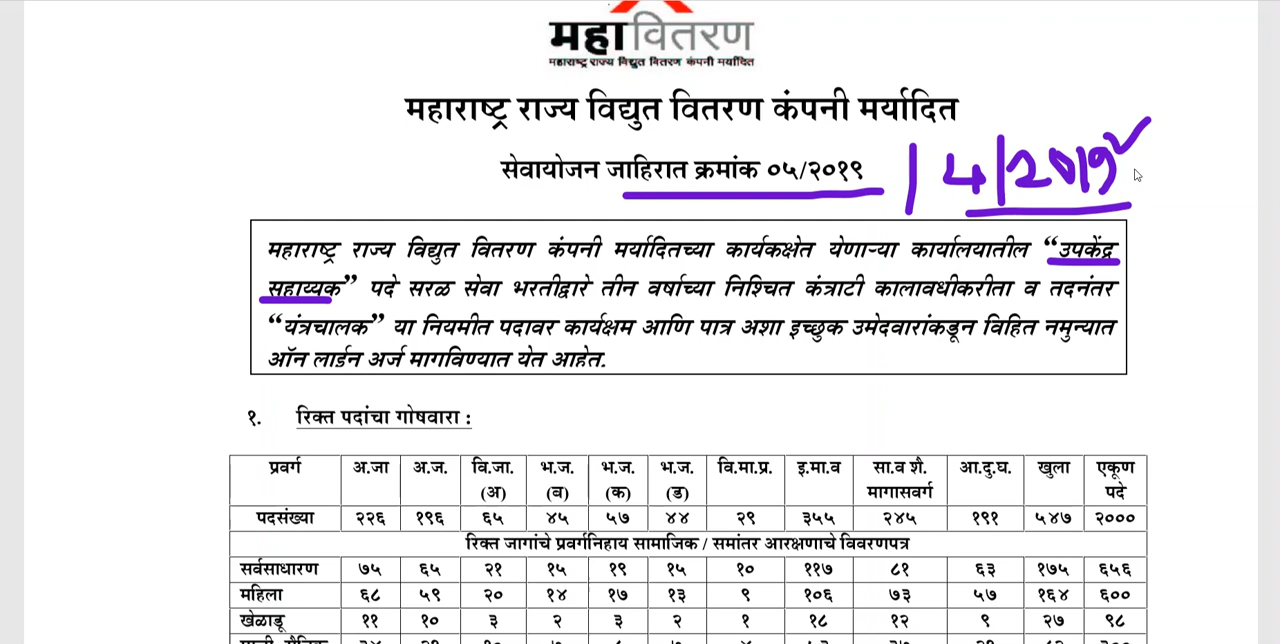 महावितरण
महाराष्ट्र राज्य विद्युत वितरण कंपनी मर्यादित
महाराष्ट्र राज्य विद्युत वितरण कंपनी मर्यादित
सेवायोजन जाहिरात क्रमांक ०५/२०१९ | 4/2019
महाराष्ट्र राज्य विद्युत वितरण कंपनी मर्यादितच्या कार्यकक्षेत येणाऱ्या कार्यालयातील “उपकेंद्र
सहाय्यक” पदे सरळ सेवा भरतीद्वारे तीन वर्षाच्या निश्चित कंत्राटी कालावधीकरीता व तदनंतर
“यंत्रचालक” या नियमीत पदावर कार्यक्षम आणि पात्र अशा इच्छुक उमेदवारांकडून विहित नमुन्यात
ऑन लाईन अर्ज मागविण्यात येत आहेत.
१. रिक्त पदांचा गोषवारा :
प्रवर्ग अ.जा अ.ज. वि.जा. (अ) भ.ज. (ब) भ.ज. (क) भ.ज. (ड) वि.मा.प्र. इ.मा.व सा.व शै. मागासवर्ग आ.दु.घ. खुला एकूण पदे
पदसंख्या २२६ १९६ ६५ ४५ ५७ ४४ २९ ३५५ २४५ १९१ ५४७ २०००
रिक्त जागांचे प्रवर्गनिहाय सामाजिक / समांतर आरक्षणाचे विवरणपत्र
सर्वसाधारण ७५ ६५ २१ १५ १९ १५ १० ११७ ८१ ६३ १७५ ६५६
महिला ६८ ५९ २० १४ १७ १३ ९ १०६ ७३ ५७ १६४ ६००
खेळाडू ११ १० ३ २ ३ २ १ १८ १२ ९ २७ ९८